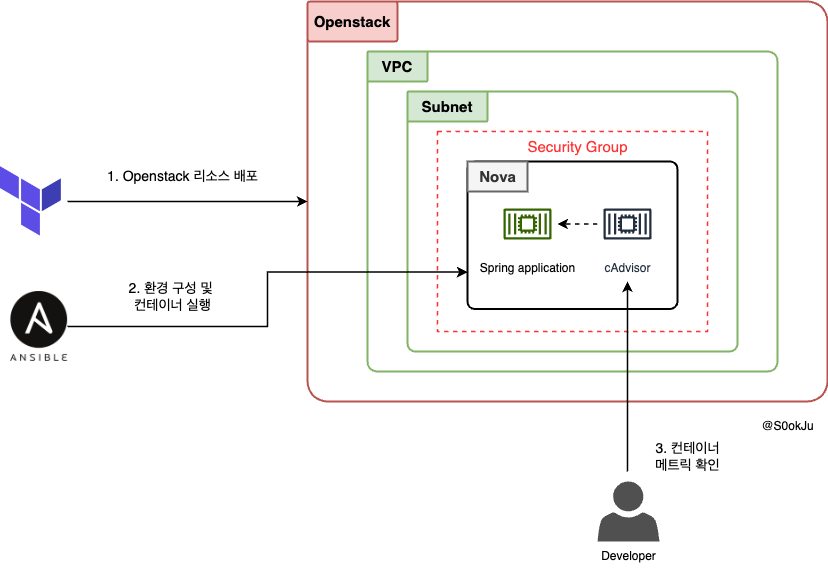 Openstack
VPC
Subnet
Security Group
Nova
1. Openstack 리소스 배포
Spring application
cAdvisor
2. 환경 구성 및
컨테이너 실행
ANSIBLE
@S0okJu
3. 컨테이너
메트릭 확인
Developer